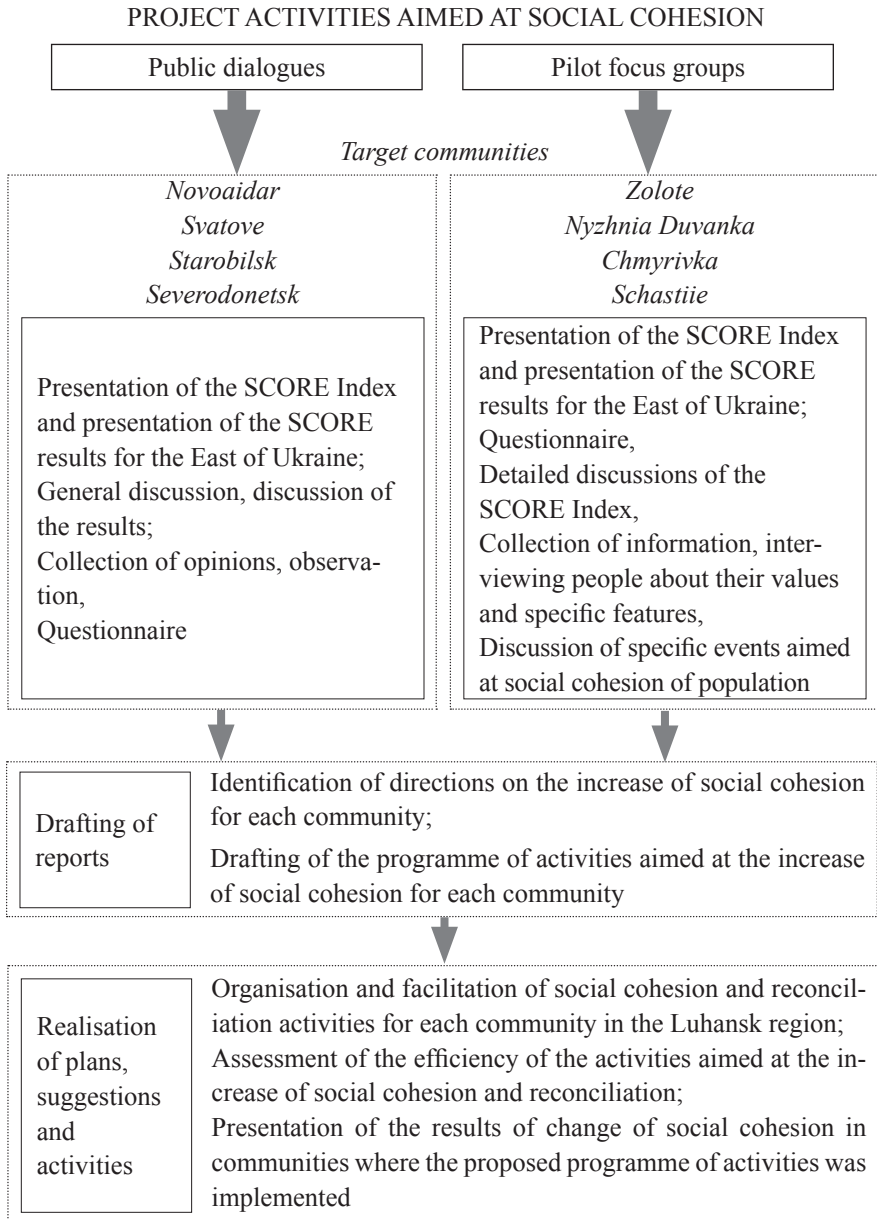 PROJECT ACTIVITIES AIMED AT SOCIAL COHESION
Public dialogues
Pilot focus groups
Target communities
Novoaidar
Svatove
Starobilsk
Severodonetsk
Presentation of the SCORE Index
and presentation of the SCORE
results for the East of Ukraine;
General discussion, discussion of
the results;
Collection of opinions, observa-
tion,
Questionnaire
Zolote
Nyzhnia Duvanka
Chmyrivka
Schastiie
Presentation of the SCORE Index
and presentation of the SCORE
results for the East of Ukraine;
Questionnaire,
Detailed discussions of the
SCORE Index,
Collection of information, inter-
viewing people about their values
and specific features,
Discussion of specific events aimed
at social cohesion of population
Drafting of
reports
Identification of directions on the increase of social cohesion
for each community;
Drafting of the programme of activities aimed at the increase
of social cohesion for each community
Realisation
of plans,
suggestions
and
activities
Organisation and facilitation of social cohesion and reconcil-
iation activities for each community in the Luhansk region;
Assessment of the efficiency of the activities aimed at the in-
crease of social cohesion and reconciliation;
Presentation of the results of change of social cohesion in
communities where the proposed programme of activities was
implemented